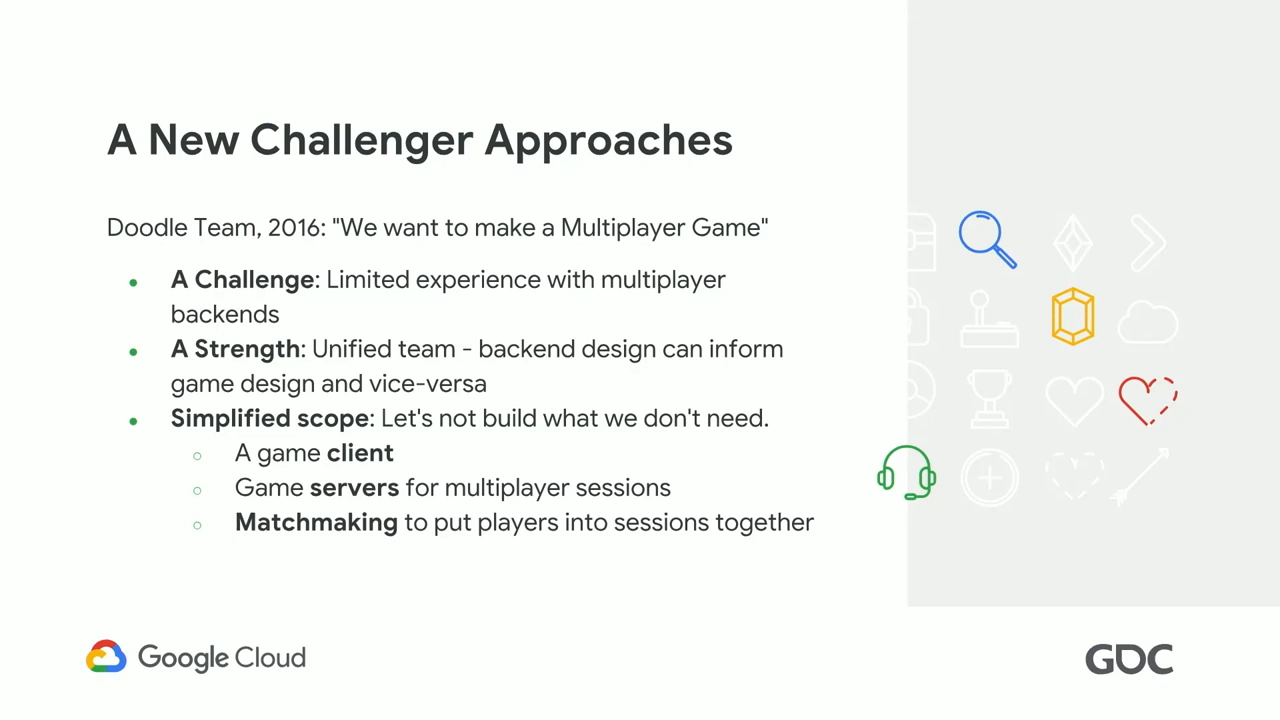 A New Challenger Approaches
Doodle Team, 2016: "We want to make a Multiplayer Game"
● A Challenge: Limited experience with multiplayer
backends
● A Strength: Unified team - backend design can inform
game design and vice-versa
● Simplified scope: Let's not build what we don't need.
○ A game client
○ Game servers for multiplayer sessions
○ Matchmaking to put players into sessions together
Google Cloud
GDC